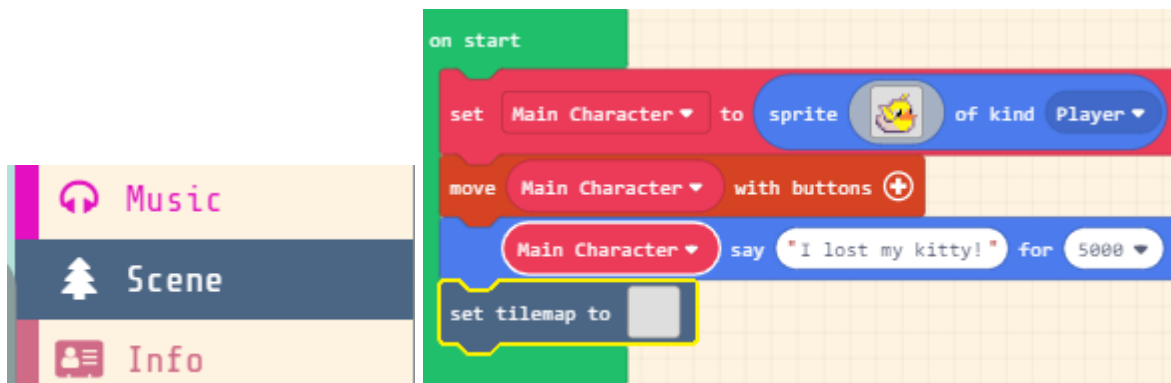 Music
Scene
Info
on start
set Main Character to sprite of kind Player
move Main Character with buttons
Main Character say "I lost my kitty!" for 5000
set tilemap to